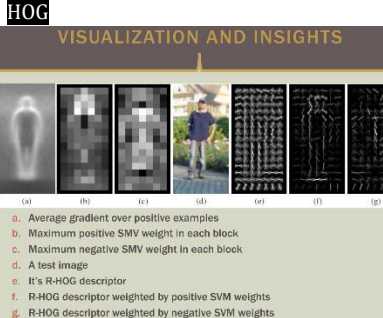 HOG
VISUALIZATION AND INSIGHTS
(a) (b) (c) (d) (e) (f) (g)
a. Average gradient over positive examples
b. Maximum positive SMV weight in each block
c. Maximum negative SMV weight in each block
d. A test image
e. It's R-HOG descriptor
f. R-HOG descriptor weighted by positive SVM weights
g. R-HOG descriptor weighted by negative SVM weights